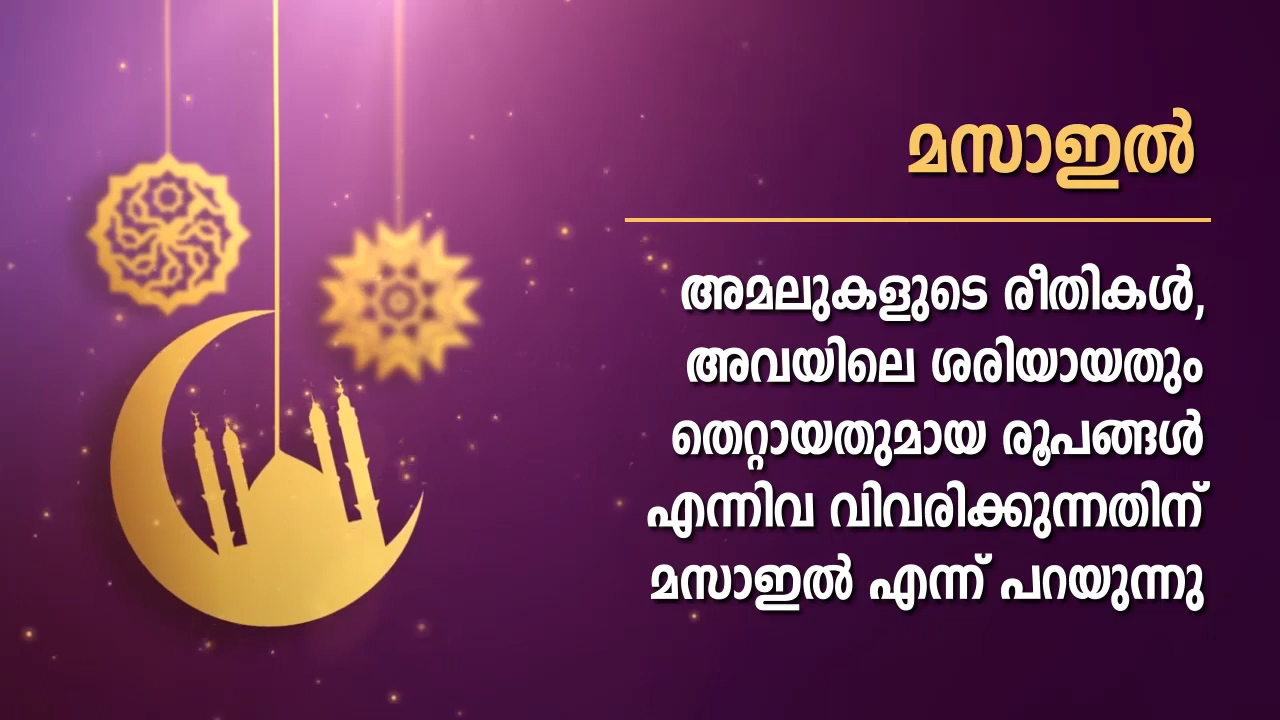 മസാഇൽ
അമലുകളുടെ രീതികൾ,
അവയിലെ ശരിയായതും
തെറ്റായതുമായ രൂപങ്ങൾ
എന്നിവ വിവരിക്കുന്നതിന്
മസാഇൽ എന്ന് പറയുന്നു